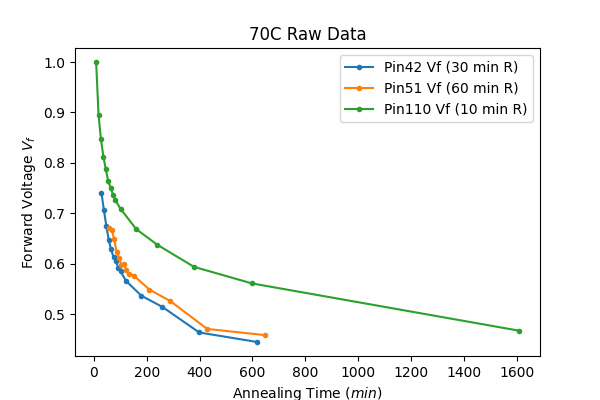 70C Raw Data
Pin42 Vf (30 min R)
Pin51 Vf (60 min R)
Pin110 Vf (10 min R)
Forward Voltage V_f
1.0
0.9
0.8
0.7
0.6
0.5
0 200 400 600 800 1000 1200 1400 1600
Annealing Time (min)